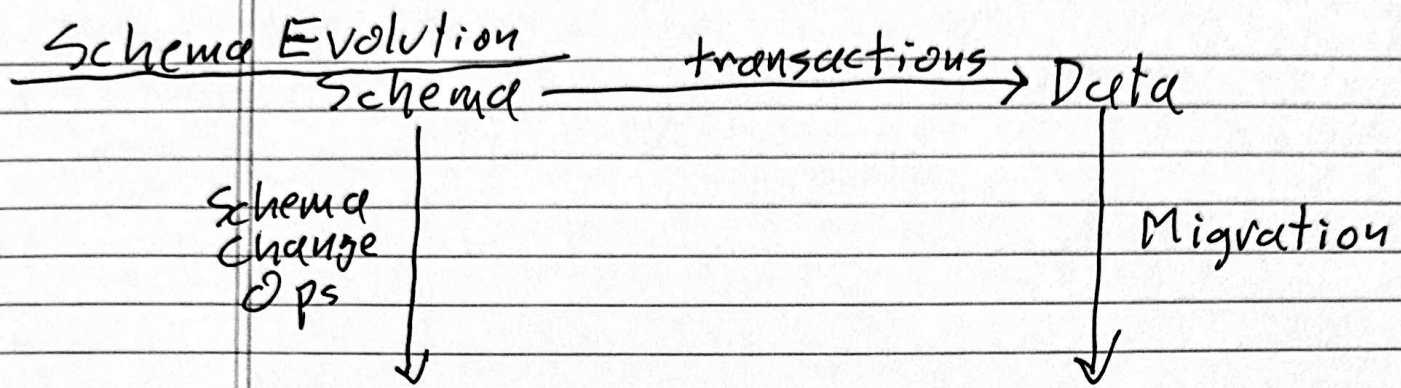 Schema Evolution
Schema transactions Data
Schema
Change
Ops
Migration